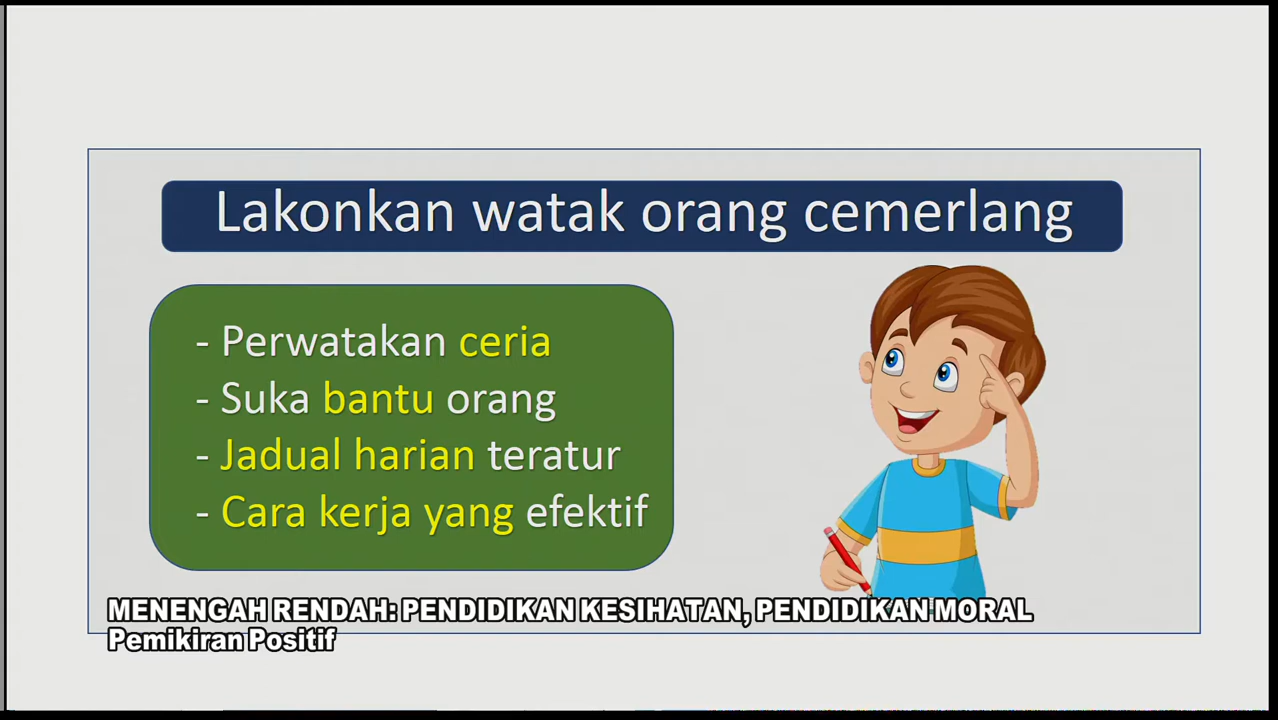 Lakonkan watak orang cemerlang
- Perwatakan ceria
- Suka bantu orang
- Jadual harian teratur
- Cara kerja yang efektif
MENENGAH RENDAH: PENDIDIKAN KESIHATAN, PENDIDIKAN MORAL
Pemikiran Positif